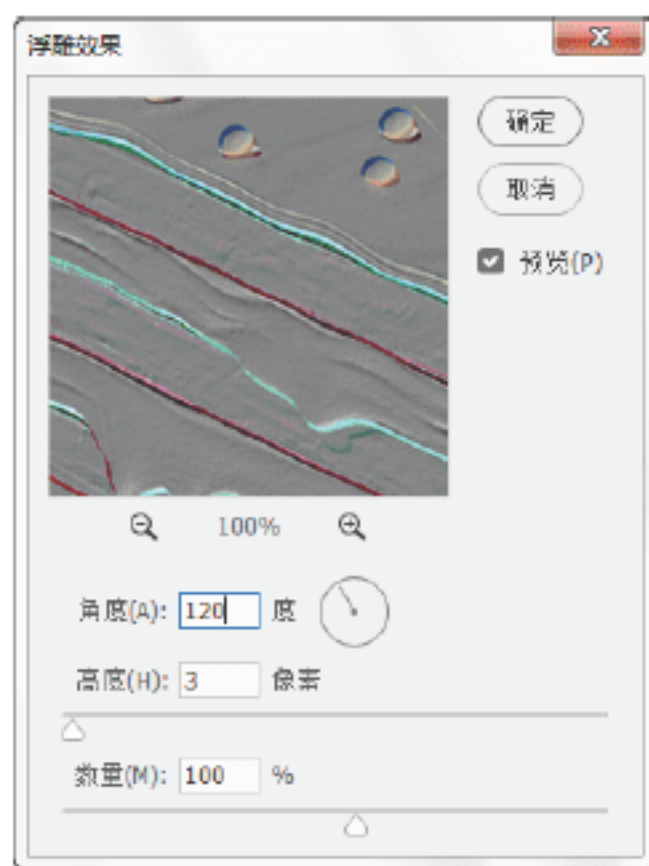 浮雕效果
确定
取消
预览(P)
100%
角度(A): 120 度
高度(H): 3 像素
数量(M): 100 %